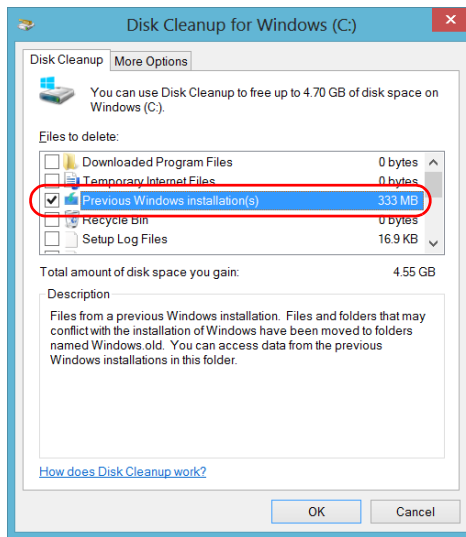 Disk Cleanup for Windows (C:)
Disk Cleanup
More Options
You can use Disk Cleanup to free up to 4.70 GB of disk space on
Windows (C:).
Files to delete:
Downloaded Program Files 0 bytes
Temporary Internet Files 0 bytes
Previous Windows installation(s) 333 MB
Recycle Bin 0 bytes
Setup Log Files 16.9 KB
Total amount of disk space you gain: 4.55 GB
Description
Files from a previous Windows installation. Files and folders that may
conflict with the installation of Windows have been moved to folders
named Windows.old. You can access data from the previous
Windows installations in this folder.
How does Disk Cleanup work?
OK Cancel